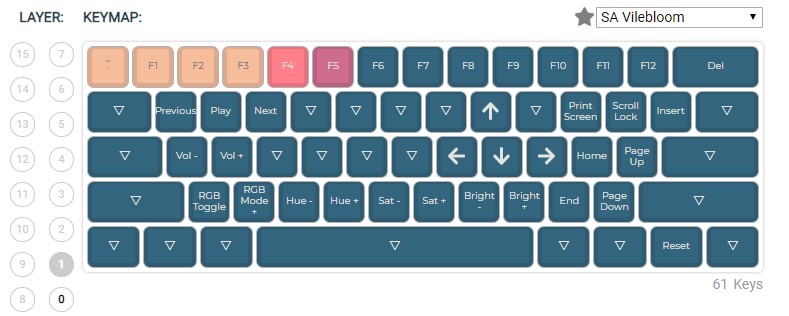 LAYER: KEYMAP: SA Vilebloom
15 7 ~ ` F1 F2 F3 F4 F5 F6 F7 F8 F9 F10 F11 F12 Del
14 6 ▽ Previous Play Next ▽ ▽ ▽ ▽ ↑ ▽ Print Screen Scroll Lock Insert ▽
13 5
12 4 ▽ Vol - Vol + ▽ ▽ ▽ ▽ ← ↓ → Home Page Up ▽
11 3 ▽ RGB Toggle RGB Mode + Hue - Hue + Sat - Sat + Bright - Bright + End Page Down ▽
10 2
9 1 ▽ ▽ ▽ ▽ ▽ ▽ Reset ▽
8 0
61 Keys